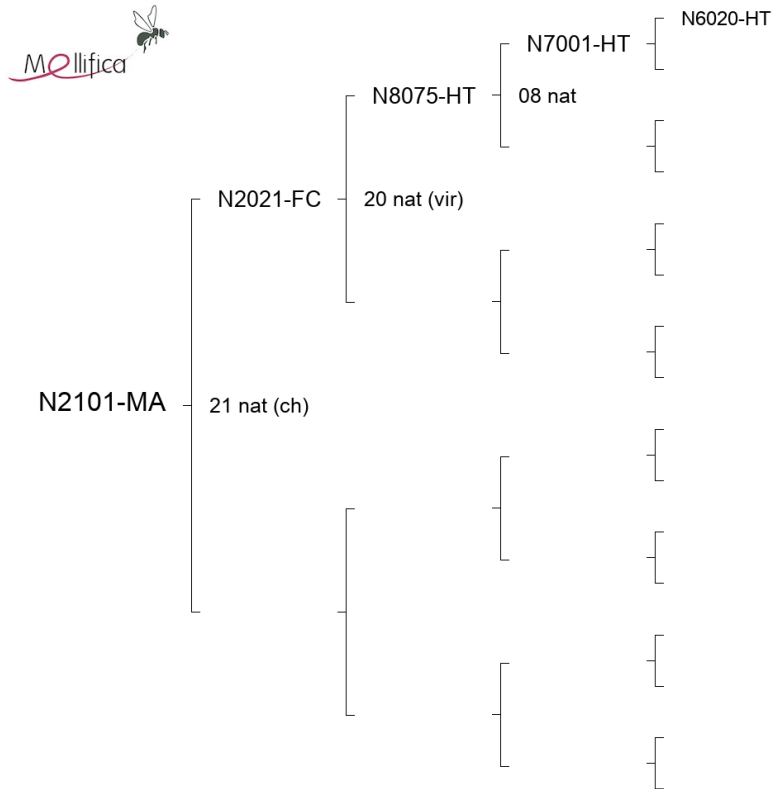 Mellifica
N6020-HT
N7001-HT
N8075-HT
08 nat
N2021-FC
20 nat (vir)
N2101-MA
21 nat (ch)